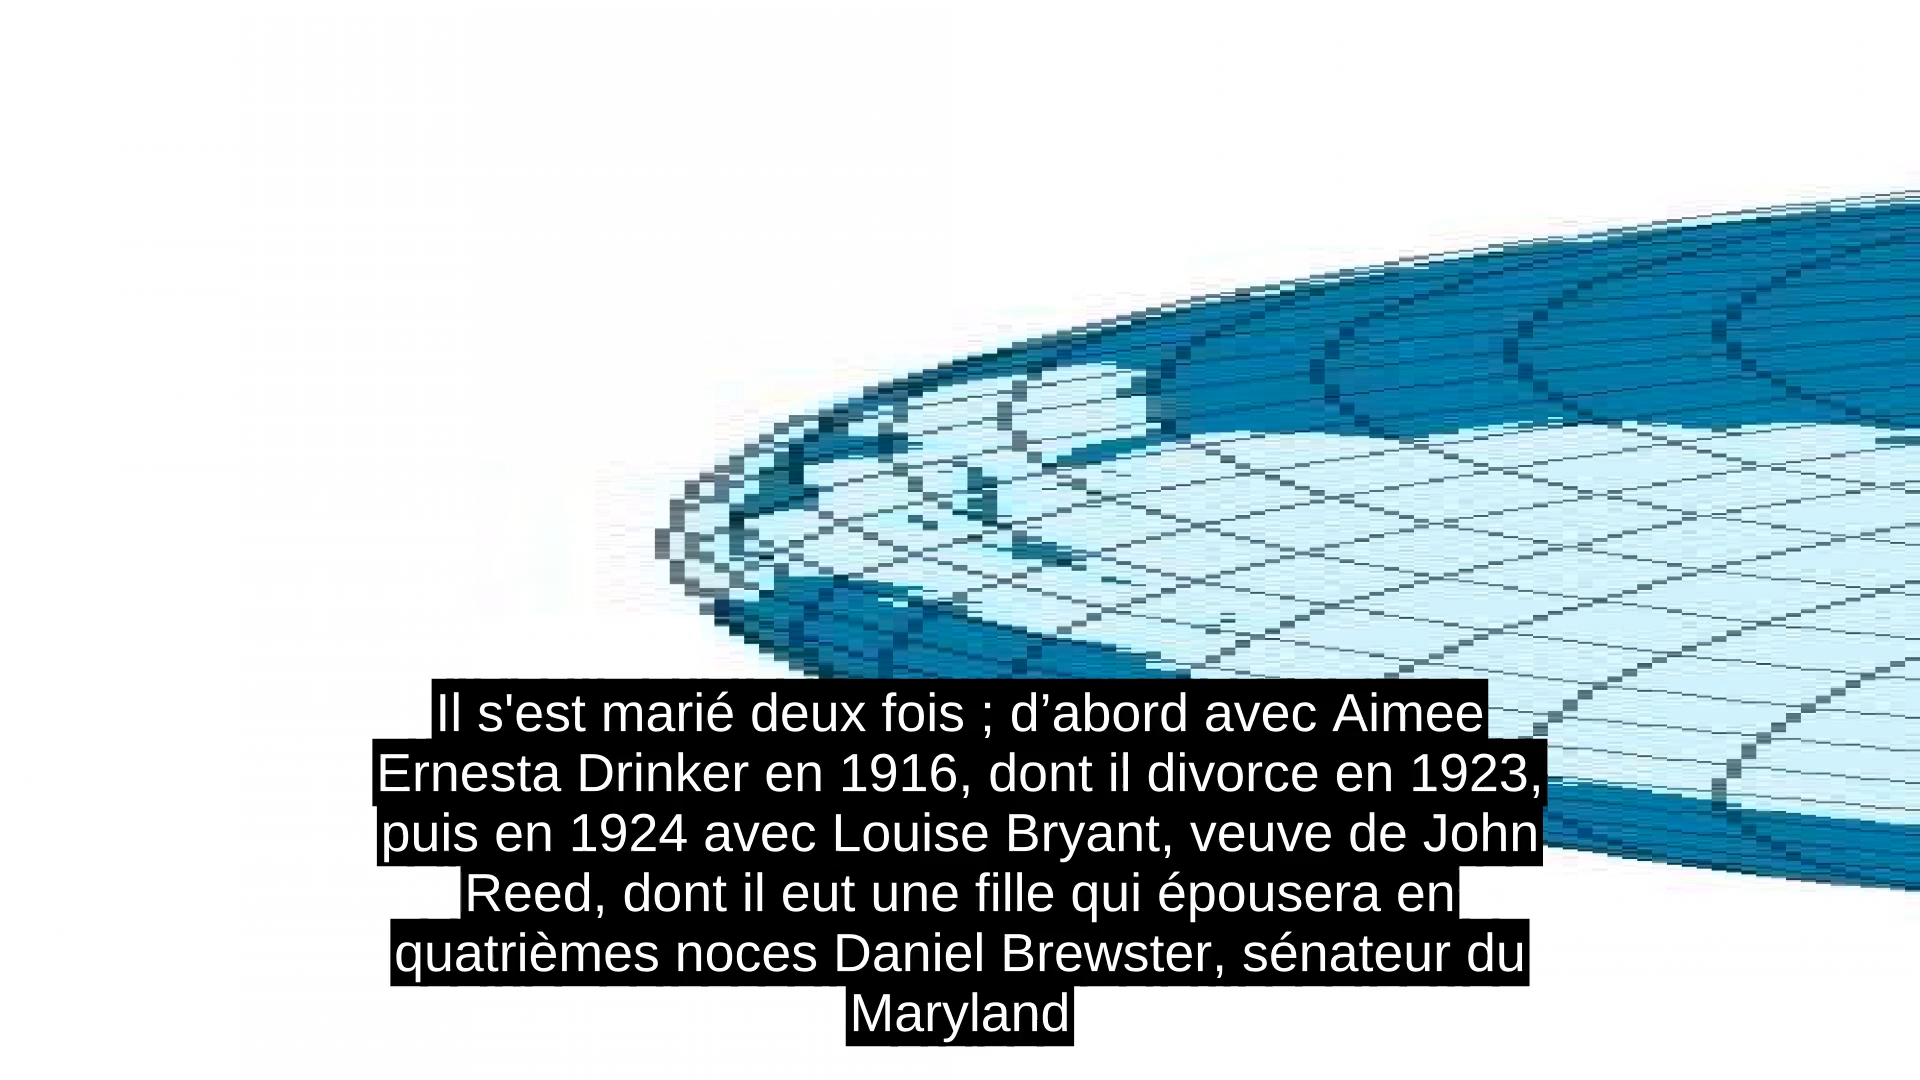 Il s'est marié deux fois ; d’abord avec Aimee
Ernesta Drinker en 1916, dont il divorce en 1923,
puis en 1924 avec Louise Bryant, veuve de John
Reed, dont il eut une fille qui épousera en
quatrièmes noces Daniel Brewster, sénateur du
Maryland